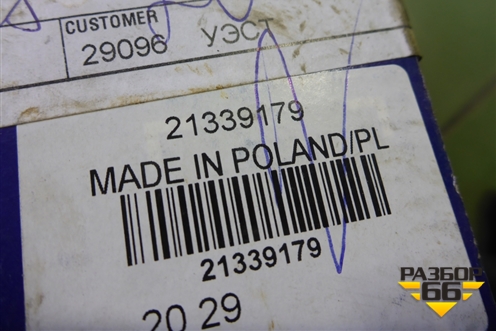 CUSTOMER
29096 УЭСТ
21339179
MADE IN POLAND/PL
21339179
20 29
РАЗБОР
66